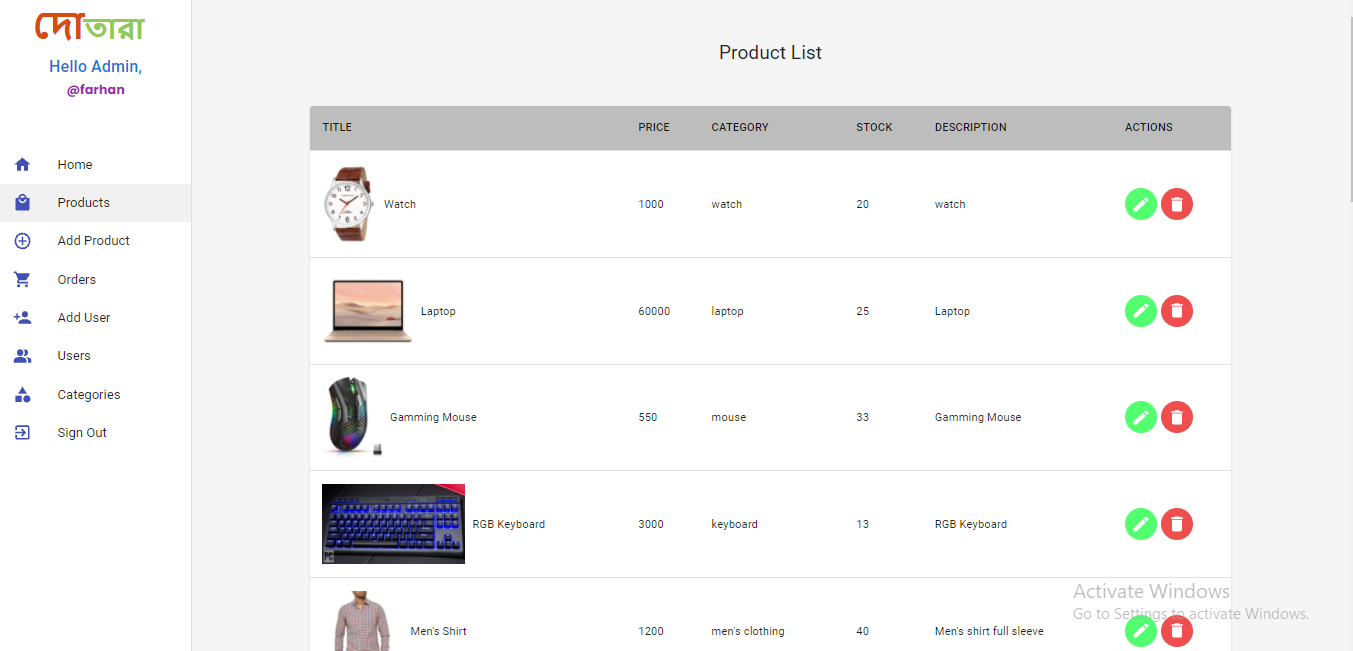 দোতারা
Hello Admin,
@farhan
Home
Products
Add Product
Orders
Add User
Users
Categories
Sign Out
Product List
TITLE PRICE CATEGORY STOCK DESCRIPTION ACTIONS
Watch 1000 watch 20 watch
Laptop 60000 laptop 25 Laptop
Gamming Mouse 550 mouse 33 Gamming Mouse
RGB Keyboard 3000 keyboard 13 RGB Keyboard
PC
Men's Shirt 1200 men's clothing 40 Men's shirt full sleeve
Activate Windows
Go to Settings to activate Windows.